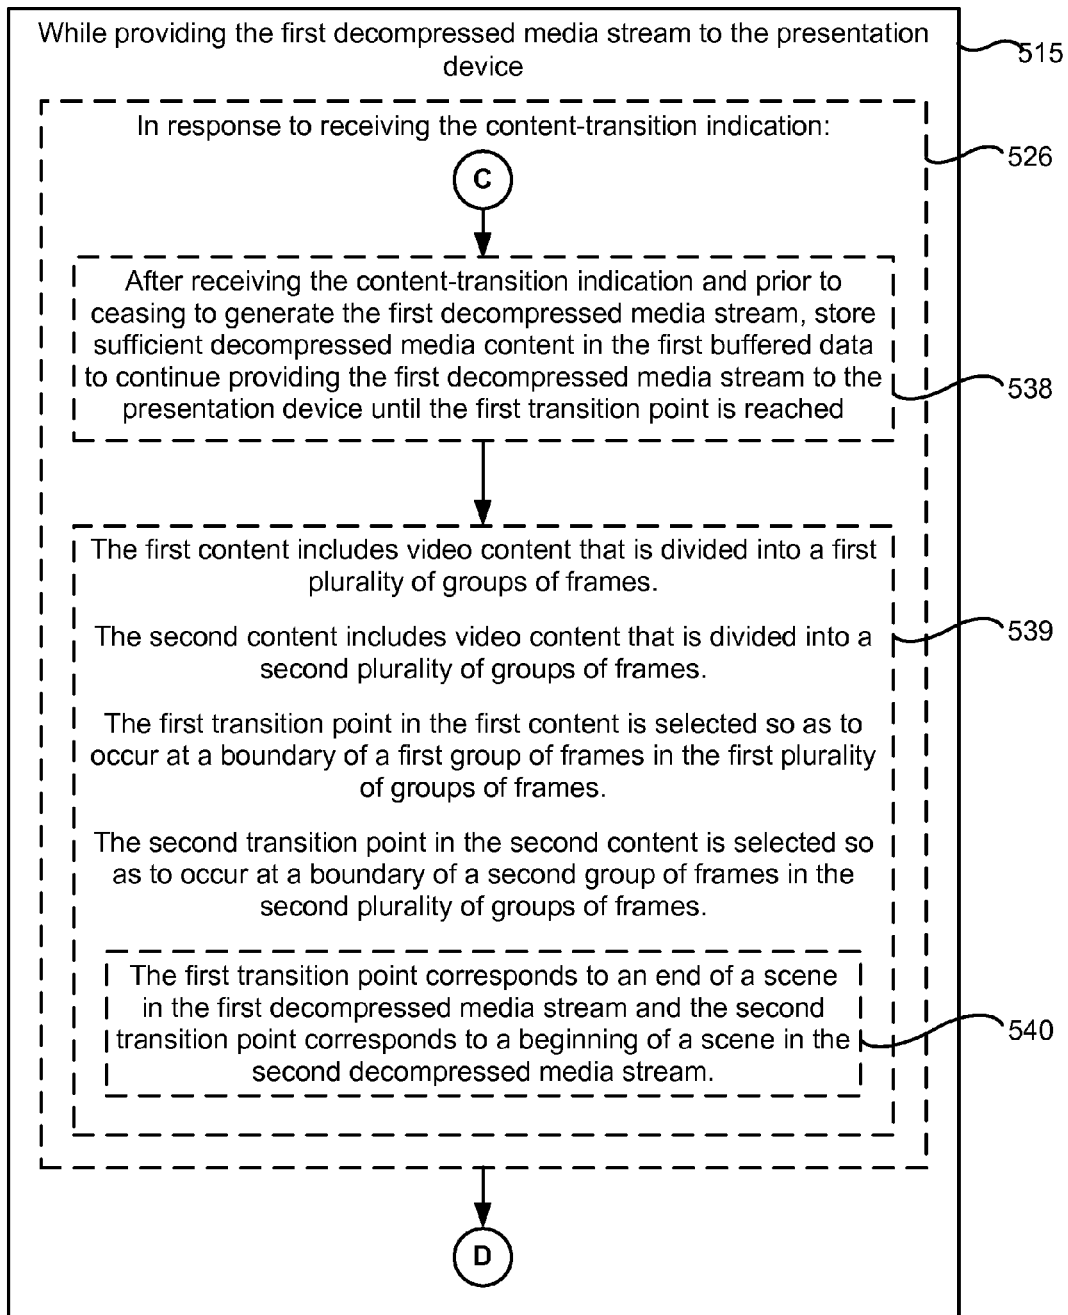 While providing the first decompressed media stream to the presentation
device
515
In response to receiving the content-transition indication:
526
C
After receiving the content-transition indication and prior to
ceasing to generate the first decompressed media stream, store
sufficient decompressed media content in the first buffered data
to continue providing the first decompressed media stream to the
presentation device until the first transition point is reached
538
The first content includes video content that is divided into a first
plurality of groups of frames.
The second content includes video content that is divided into a
second plurality of groups of frames.
539
The first transition point in the first content is selected so as to
occur at a boundary of a first group of frames in the first plurality
of groups of frames.
The second transition point in the second content is selected so
as to occur at a boundary of a second group of frames in the
second plurality of groups of frames.
The first transition point corresponds to an end of a scene
in the first decompressed media stream and the second
transition point corresponds to a beginning of a scene in the
second decompressed media stream.
540
D